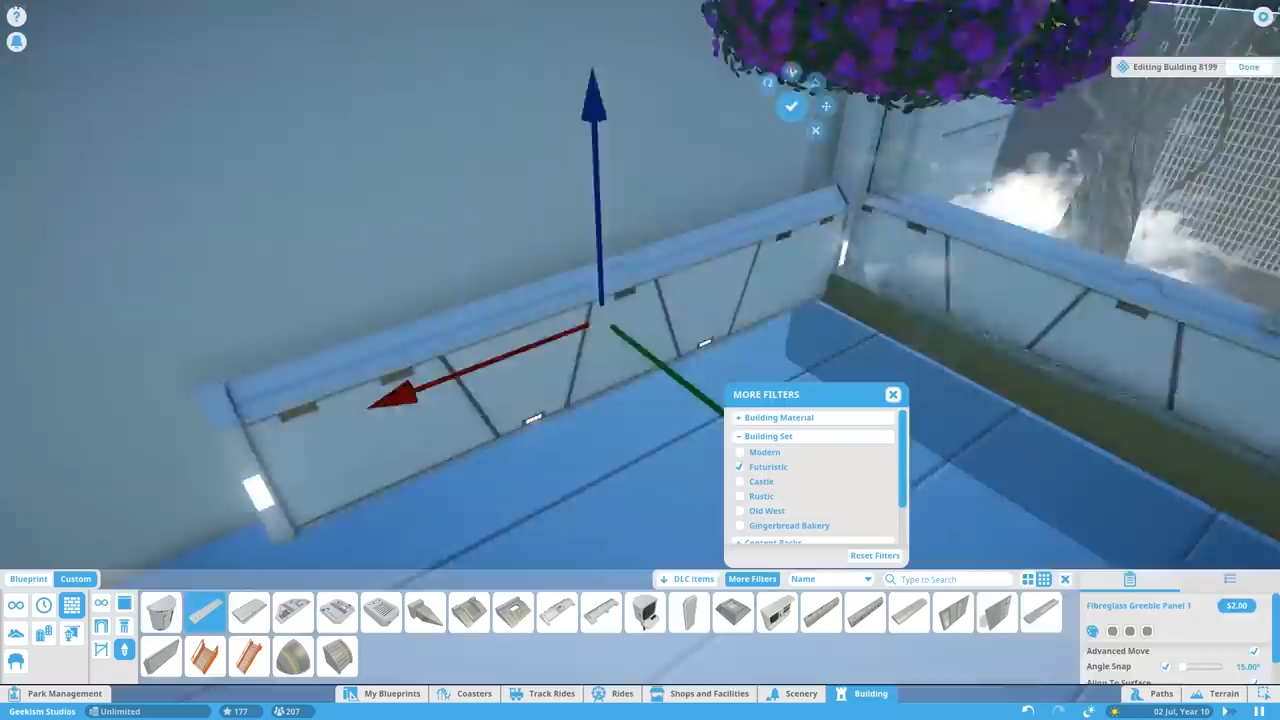 ?
Editing Building 8199 Done
MORE FILTERS
+ Building Material
− Building Set
Modern
Futuristic
Castle
Rustic
Old West
Gingerbread Bakery
+ Content Packs
Reset Filters
Blueprint Custom DLC items More Filters Name Type to Search
Fibreglass Greeble Panel 1 $2.00
Advanced Move
Angle Snap 15.00°
Park Management My Blueprints Coasters Track Rides Rides Shops and Facilities Scenery Building Paths Terrain
Geekism Studios Unlimited 177 207 02 Jul, Year 10